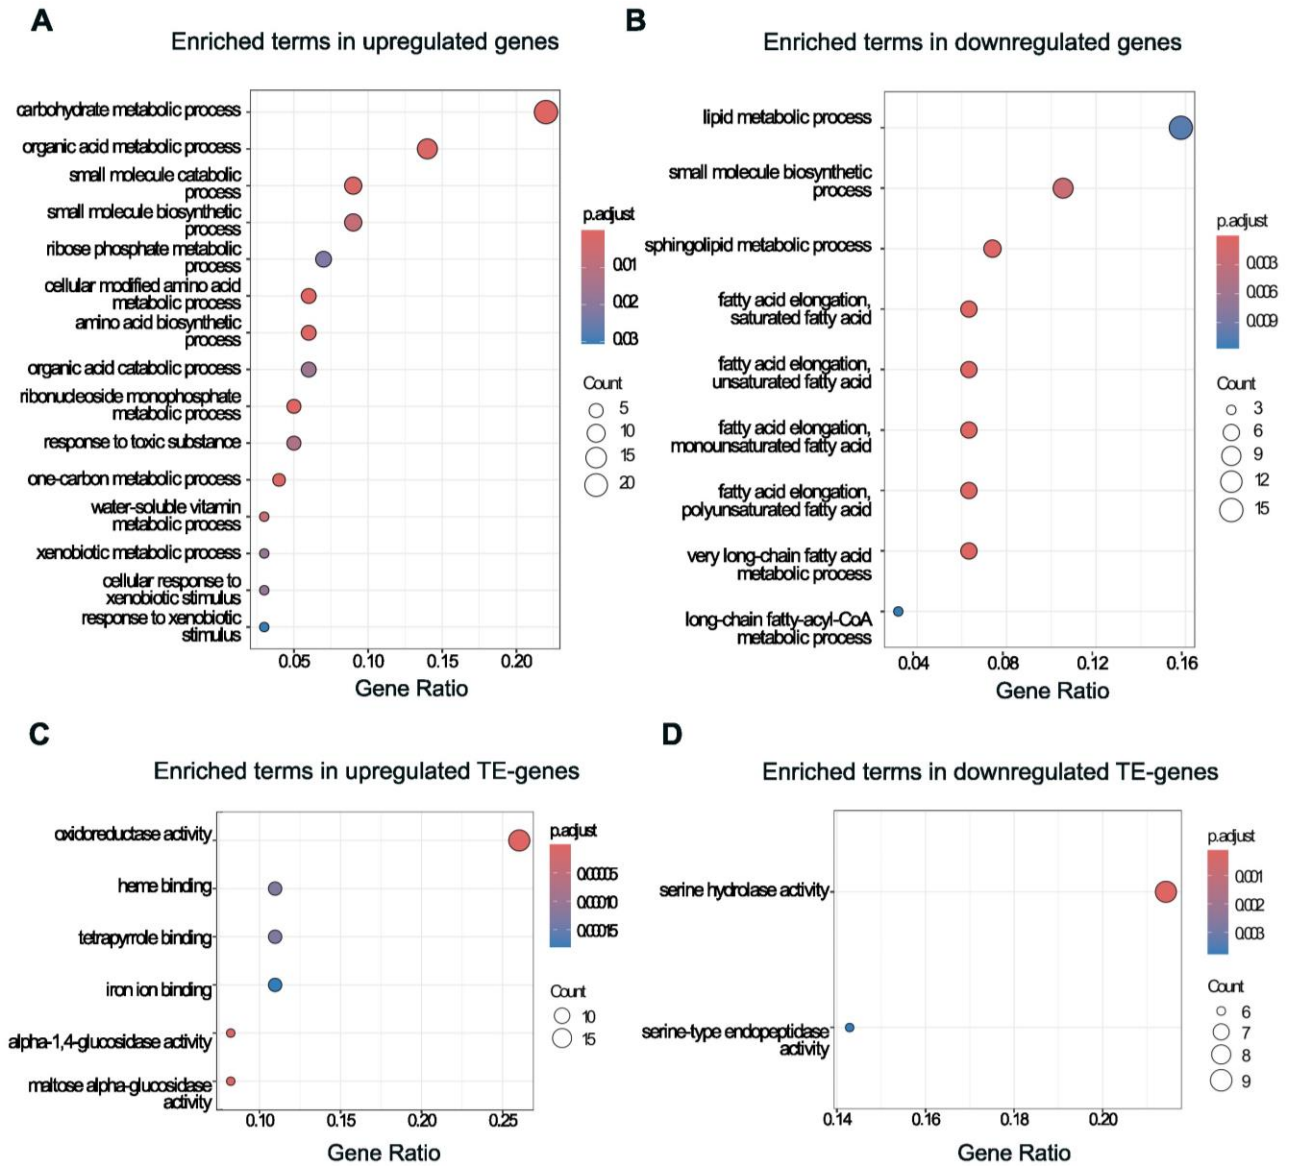 A
Enriched terms in upregulated genes
carbohydrate metabolic process
organic acid metabolic process
small molecule catabolic
process
small molecule biosynthetic
process
ribose phosphate metabolic
process
cellular modified amino acid
metabolic process
amino acid biosynthetic
process
organic acid catabolic process
ribonucleoside monophosphate
metabolic process
response to toxic substance
one-carbon metabolic process
water-soluble vitamin
metabolic process
xenobiotic metabolic process
cellular response to
xenobiotic stimulus
response to xenobiotic
stimulus
0.05 0.10 0.15 0.20
Gene Ratio
p.adjust
0.01
0.02
0.03
Count
5
10
15
20
B
Enriched terms in downregulated genes
lipid metabolic process
small molecule biosynthetic
process
sphingolipid metabolic process
fatty acid elongation,
saturated fatty acid
fatty acid elongation,
unsaturated fatty acid
fatty acid elongation,
monounsaturated fatty acid
fatty acid elongation,
polyunsaturated fatty acid
very long-chain fatty acid
metabolic process
long-chain fatty-acyl-CoA
metabolic process
0.04 0.08 0.12 0.16
Gene Ratio
p.adjust
0.003
0.006
0.009
Count
3
6
9
12
15
C
Enriched terms in upregulated TE-genes
oxidoreductase activity
heme binding
tetrapyrrole binding
iron ion binding
alpha-1,4-glucosidase activity
maltose alpha-glucosidase
activity
0.10 0.15 0.20 0.25
Gene Ratio
p.adjust
0.00005
0.00010
0.00015
Count
10
15
D
Enriched terms in downregulated TE-genes
serine hydrolase activity
serine-type endopeptidase
activity
0.14 0.16 0.18 0.20
Gene Ratio
p.adjust
0.001
0.002
0.003
Count
6
7
8
9